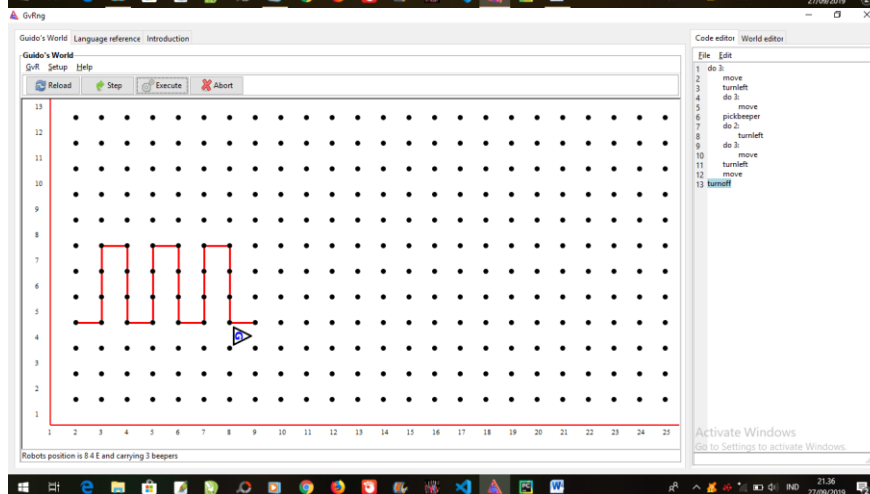 27/09/2019
GvRng
Guido's World Language reference Introduction
Guido's World
GvR Setup Help
Reload Step Execute Abort
13
12
11
10
9
8
7
6
5
4
3
2
1
1 2 3 4 5 6 7 8 9 10 11 12 13 14 15 16 17 18 19 20 21 22 23 24 25
Robots position is 8 4 E and carrying 3 beepers
Code editor World editor
File Edit
1 do 3:
2 move
3 turnleft
4 do 3:
5 move
6 pickbeeper
7 do 2:
8 turnleft
9 do 3:
10 move
11 turnleft
12 move
13 turnoff
Activate Windows
Go to Settings to activate Windows.
IND
21.36
27/09/2019